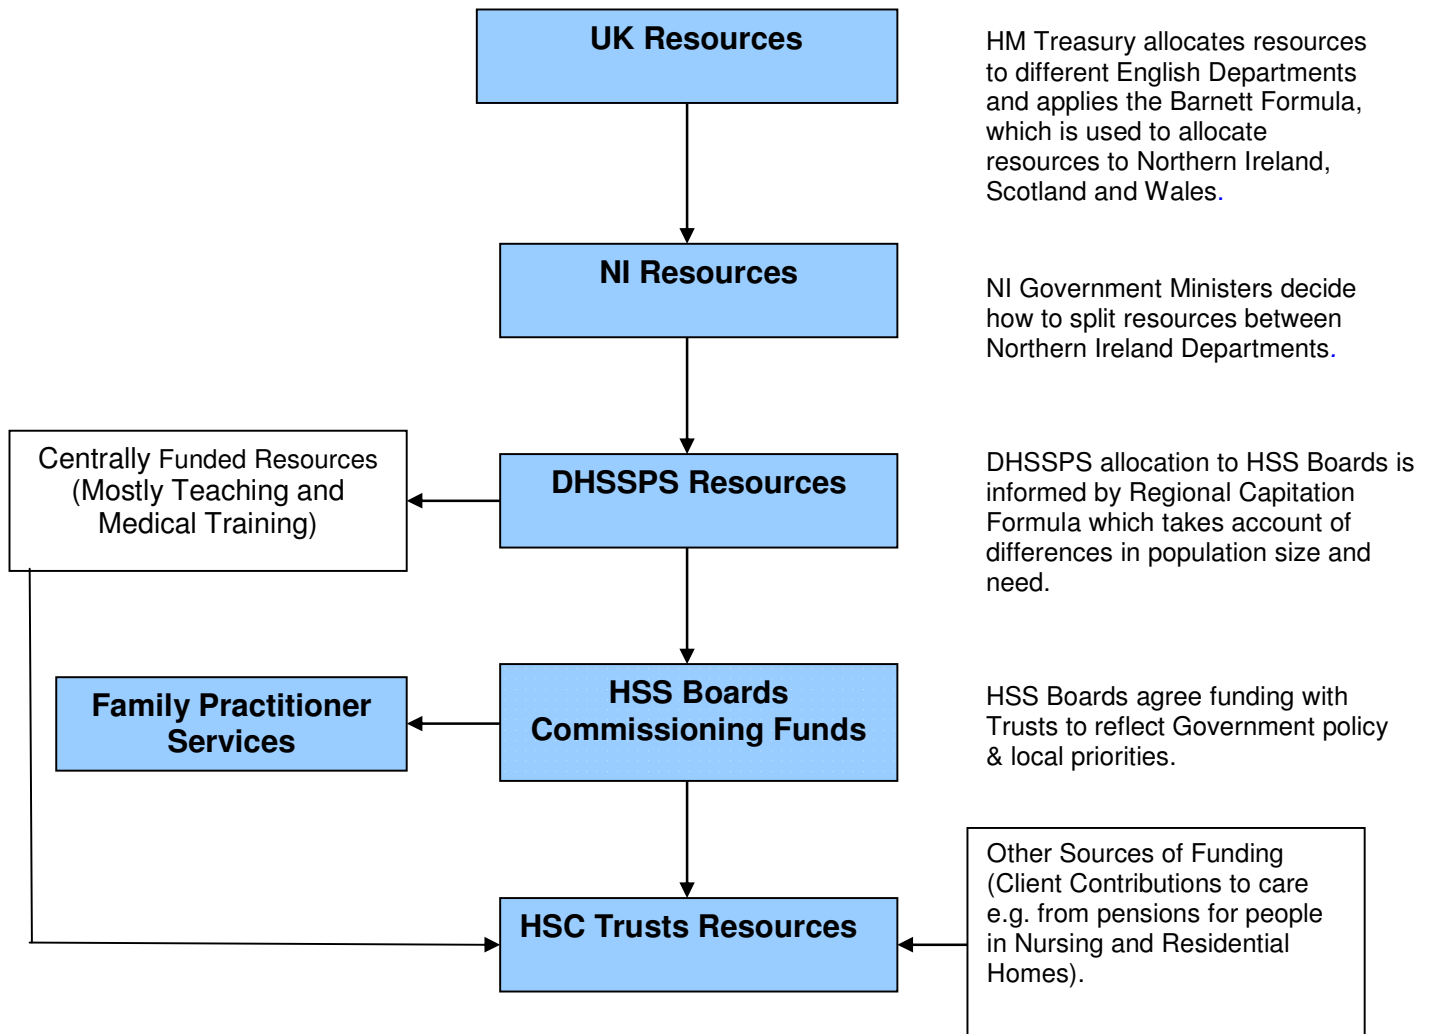 UK Resources
HM Treasury allocates resources
to different English Departments
and applies the Barnett Formula,
which is used to allocate
resources to Northern Ireland,
Scotland and Wales.
NI Resources
NI Government Ministers decide
how to split resources between
Northern Ireland Departments.
Centrally Funded Resources
(Mostly Teaching and
Medical Training)
DHSSPS Resources
DHSSPS allocation to HSS Boards is
informed by Regional Capitation
Formula which takes account of
differences in population size and
need.
Family Practitioner
Services
HSS Boards
Commissioning Funds
HSS Boards agree funding with
Trusts to reflect Government policy
& local priorities.
HSC Trusts Resources
Other Sources of Funding
(Client Contributions to care
e.g. from pensions for people
in Nursing and Residential
Homes).